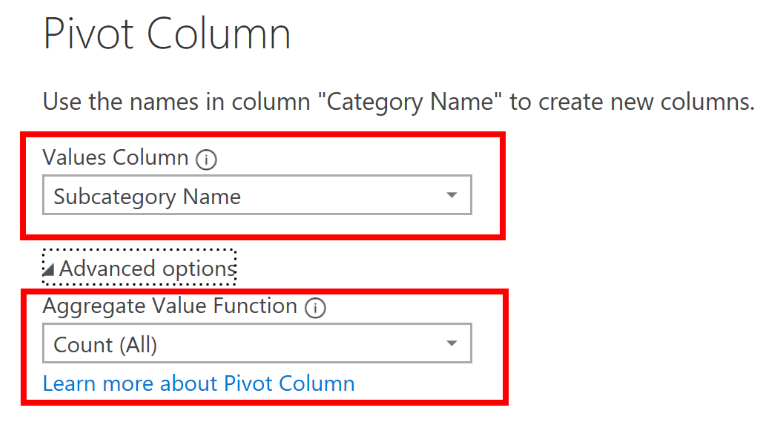 Pivot Column
Use the names in column "Category Name" to create new columns.
Values Column
Subcategory Name
Advanced options
Aggregate Value Function
Count (All)
Learn more about Pivot Column